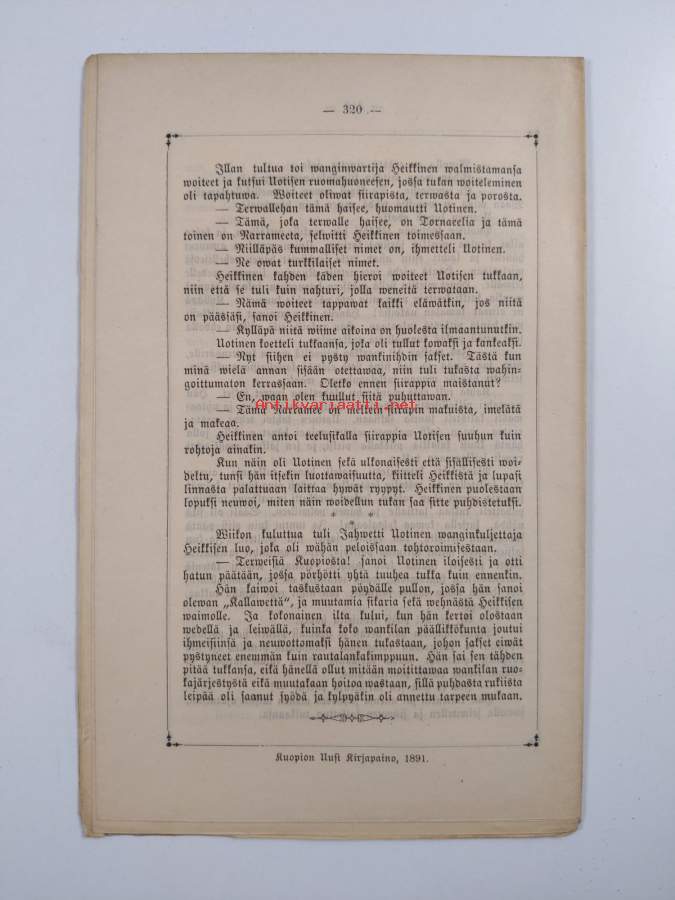 — 320 —
Illan tultua toi wanginwartija Heikkinen walmistamansa
woiteet ja kutsui Uotisen ruomahuoneesen, jossa tukan woiteleminen
oli tapahtuwa. Woiteet oliwat siirapista, terwasta ja porosta.
— Terwallehan tämä haisee, huomautti Uotinen.
— Tämä, joka terwalle haisee, on Tornaeelia ja tämä
toinen on Narrameeta, selwitti Heikkinen toimessaan.
— Niilläpäs kummalliset nimet on, ihmetteli Uotinen.
— Ne owat turkkilaiset nimet.
Heikkinen kahden käden hieroi woiteet Uotisen tukkaan,
niin että se tuli kuin nahturi, jolla weneitä terwataan.
— Nämä woiteet tappawat kaikki elämätkin, jos niitä
on pääsjäsi, sanoi Heikkinen.
— Kylläpä niitä wiime aikoina on huolesta ilmaantunutkin.
Uotinen koetteli tukkaansa, joka oli tullut kowaksi ja kankeaksi.
— Nyt siihen ei pysty wankinihdin sakset. Tästä kun
minä wielä annan sisään otettawaa, niin tuli tukasta wahin-
goittumaton kerrassaan. Oletko ennen siirappia maistanut?
— En, waan olen kuullut siitä puhuttawan.
Antikvariaatti.net
— Tämä Narramee on melkein siirapin makuista, imelätä
ja makeaa.
Heikkinen antoi teelusikalla siirappia Uotisen suuhun kuin
rohtoja ainakin.
Kun näin oli Uotinen sekä ulkonaisesti että sisällisesti woi-
deltu, tunsi hän itsekin luottawaisuutta, kiitteli Heikkistä ja lupasi
linnasta palattuaan laittaa hywät ryypyt. Heikkinen puolestaan
lopuksi neuwoi, miten näin woidellun tukan saa sitte puhdistetuksi.
* * *
Wiikon kuluttua tuli Jahwetti Uotinen wanginkuljettaja
Heikkisen luo, joka oli wähän peloissaan tohtoroimisestaan.
— Terweisiä Kuopiosta! sanoi Uotinen iloisesti ja otti
hatun päätään, jossa pörhötti yhtä tuuhea tukka kuin ennenkin.
Hän kaiwoi taskustaan pöydälle pullon, jossa hän sanoi
olewan „Kallawettä“, ja muutamia sikaria sekä wehnästä Heikkisen
waimolle. Ja kokonainen ilta kului, kun hän kertoi olostaan
wedellä ja leiwällä, kuinka koko wankilan päällikkökunta joutui
ihmeisiinsä ja neuwottomaksi hänen tukastaan, johon sakset eiwät
pystyneet enemmän kuin rautalankakimppuun. Hän sai sen tähden
pitää tukkansa, eikä hänellä ollut mitään moitittawaa wankilan ruo-
kajärjestystä eikä muutakaan hoitoa wastaan, sillä puhdasta rukiista
leipää oli saanut syödä ja kylpyäkin oli annettu tarpeen mukaan.
Kuopion Uusi Kirjapaino, 1891.